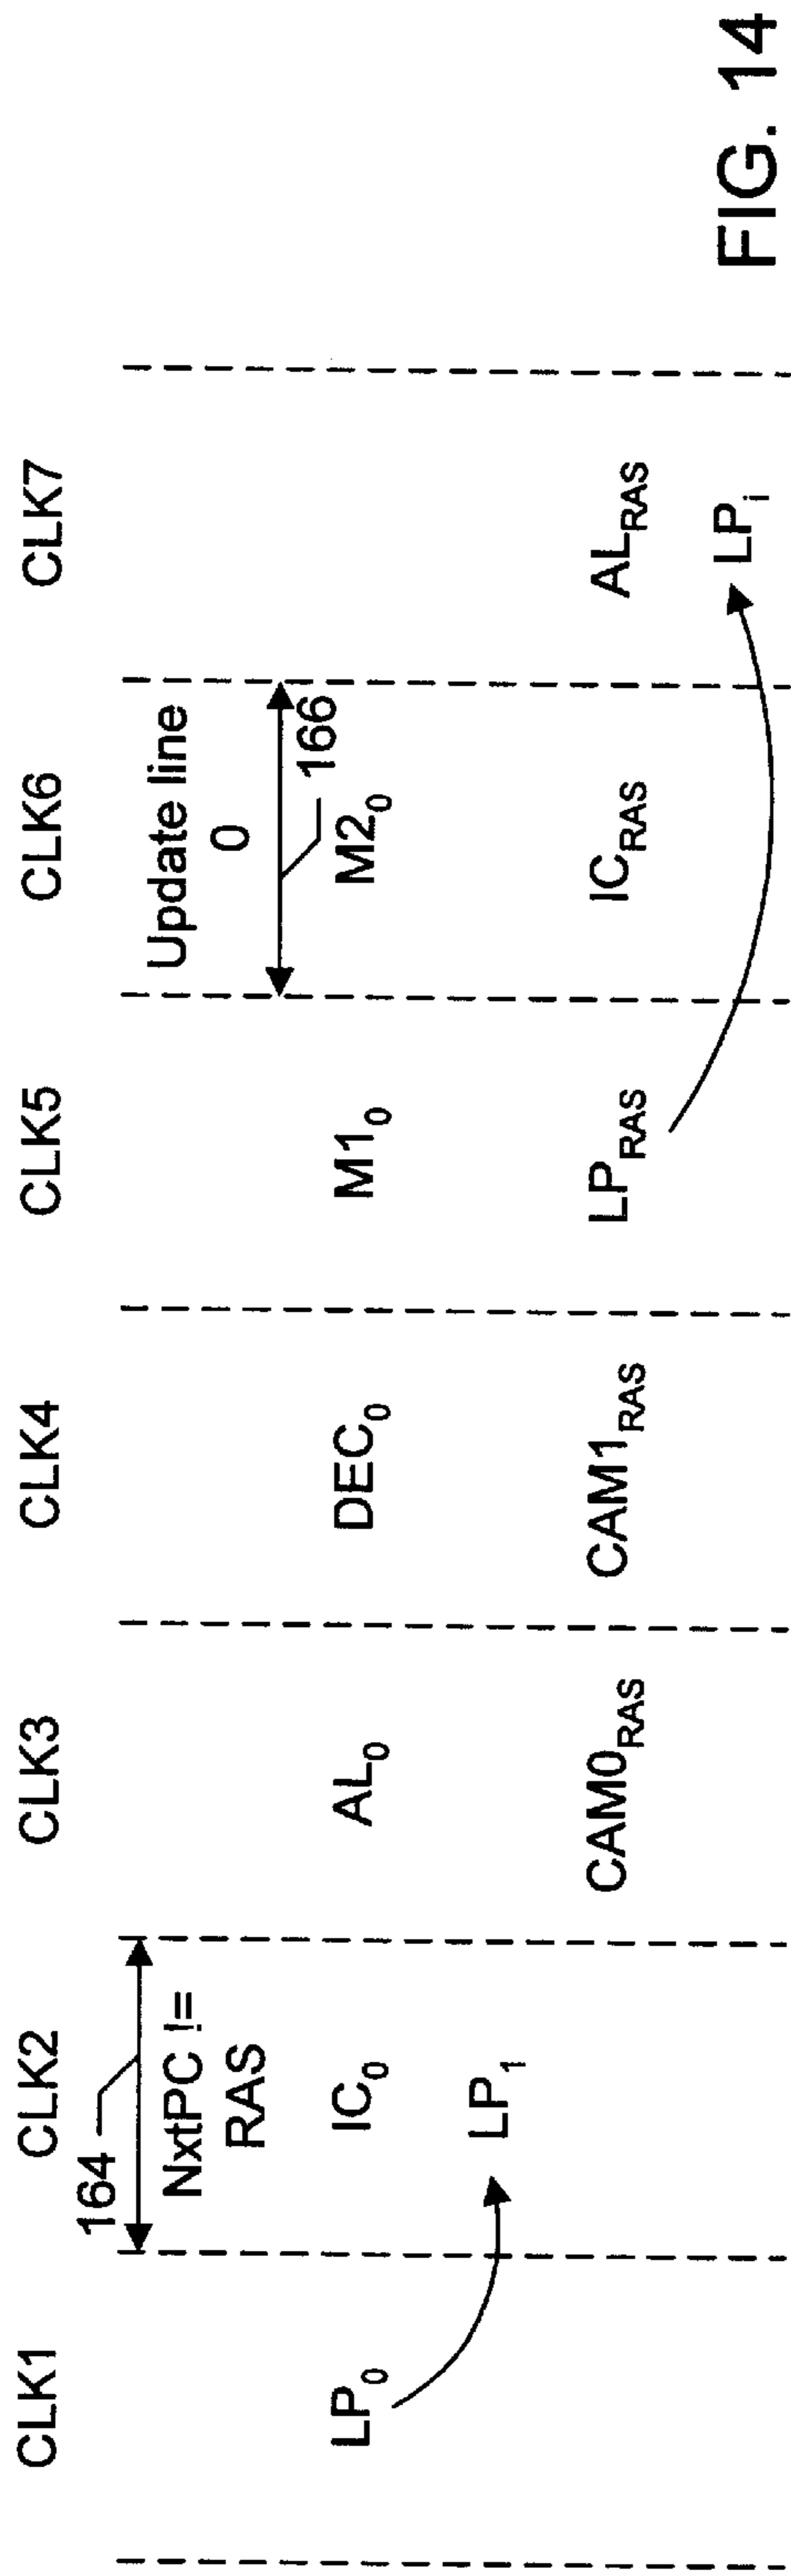 CLK1 CLK2 CLK3 CLK4 CLK5 CLK6 CLK7
164
NxtPC !=
RAS
Update line
0
166
LP₀ IC₀ AL₀ DEC₀ M1₀ M2₀
LP₁
CAM0RAS CAM1RAS LPRAS ICRAS ALRAS
LPᵢ
FIG. 14